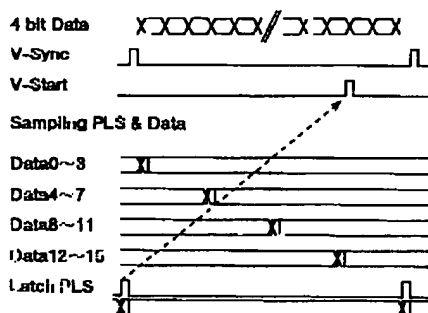 4 bit Data
V-Sync
V-Start
Sampling PLS & Data
Data0~3
Data4~7
Data8~11
Data12~15
Latch PLS